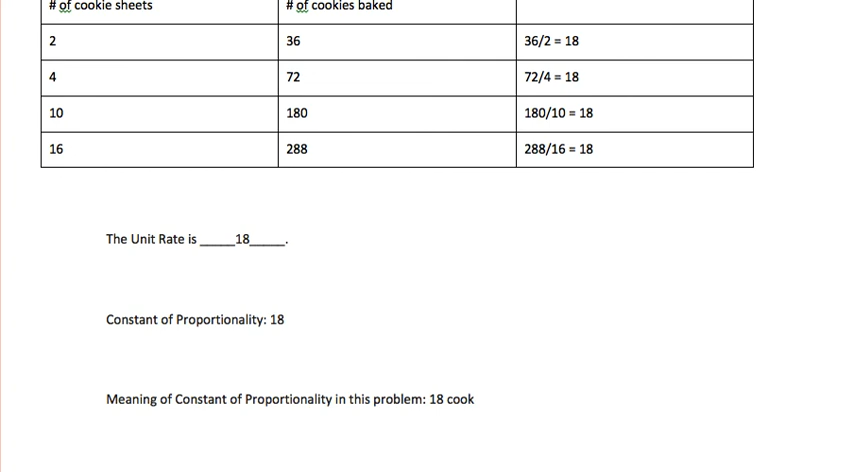 # of cookie sheets # of cookies baked
2 36 36/2 = 18
4 72 72/4 = 18
10 180 180/10 = 18
16 288 288/16 = 18
The Unit Rate is _____18_____.
Constant of Proportionality: 18
Meaning of Constant of Proportionality in this problem: 18 cook